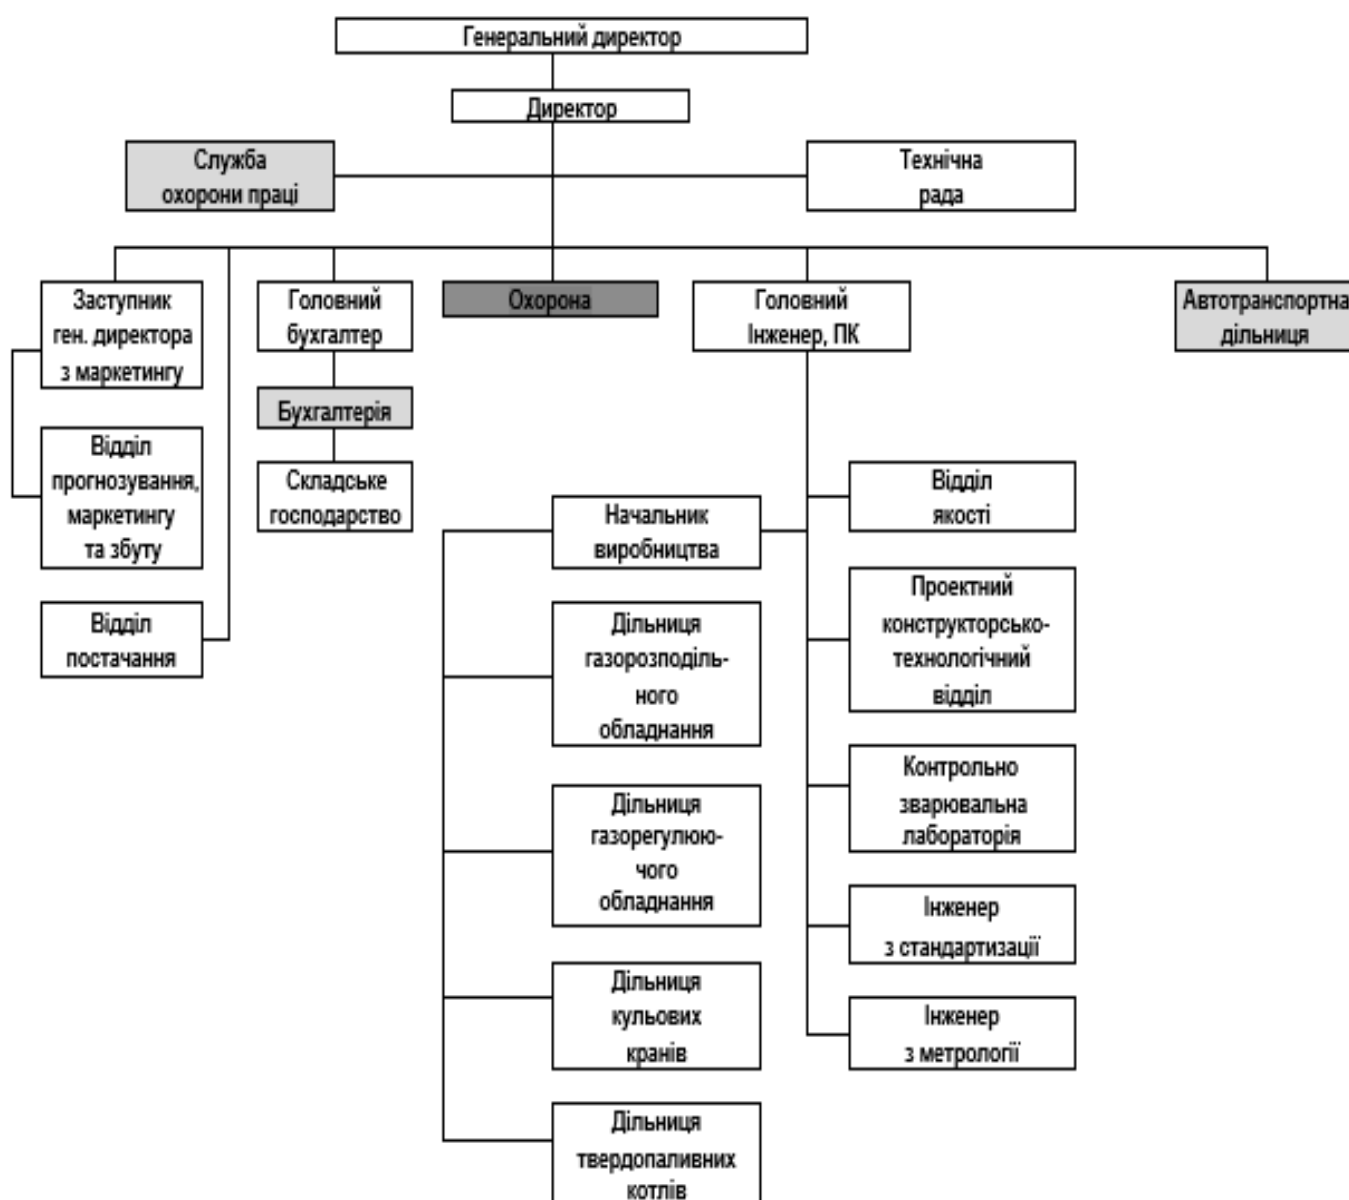 Генеральний директор
Директор
Служба
охорони праці
Технічна
рада
Заступник
ген. директора
з маркетингу
Головний
бухгалтер
Охорона
Головний
Інженер, ПК
Автотранспортна
дільниця
Бухгалтерія
Відділ
прогнозування,
маркетингу
та збуту
Складське
господарство
Відділ
постачання
Начальник
виробництва
Дільниця
газорозподіль-
ного
обладнання
Дільниця
газорегулюю-
чого
обладнання
Дільниця
кульових
кранів
Дільниця
твердопаливних
котлів
Відділ
якості
Проектний
конструкторсько-
технологічний
відділ
Контрольно
зварювальна
лабораторія
Інженер
з стандартизації
Інженер
з метрології